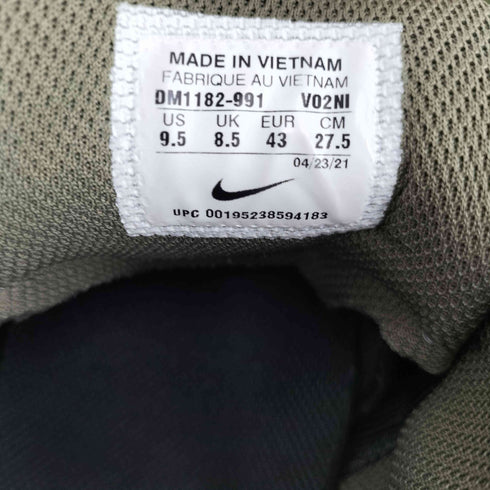 MADE IN VIETNAM
FABRIQUE AU VIETNAM
DM1182-991 V02NI
US UK EUR CM
9.5 8.5 43 27.5
04/23/21
UPC 00195238594183